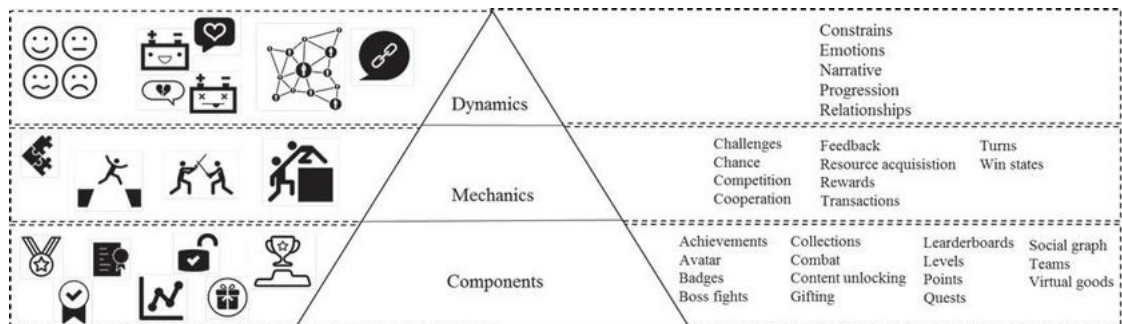 Dynamics
Constrains
Emotions
Narrative
Progression
Relationships
Mechanics
Challenges
Chance
Competition
Cooperation
Feedback
Resource acquisistion
Rewards
Transactions
Turns
Win states
Components
Achievements
Avatar
Badges
Boss fights
Collections
Combat
Content unlocking
Gifting
Learderboards
Levels
Points
Quests
Social graph
Teams
Virtual goods